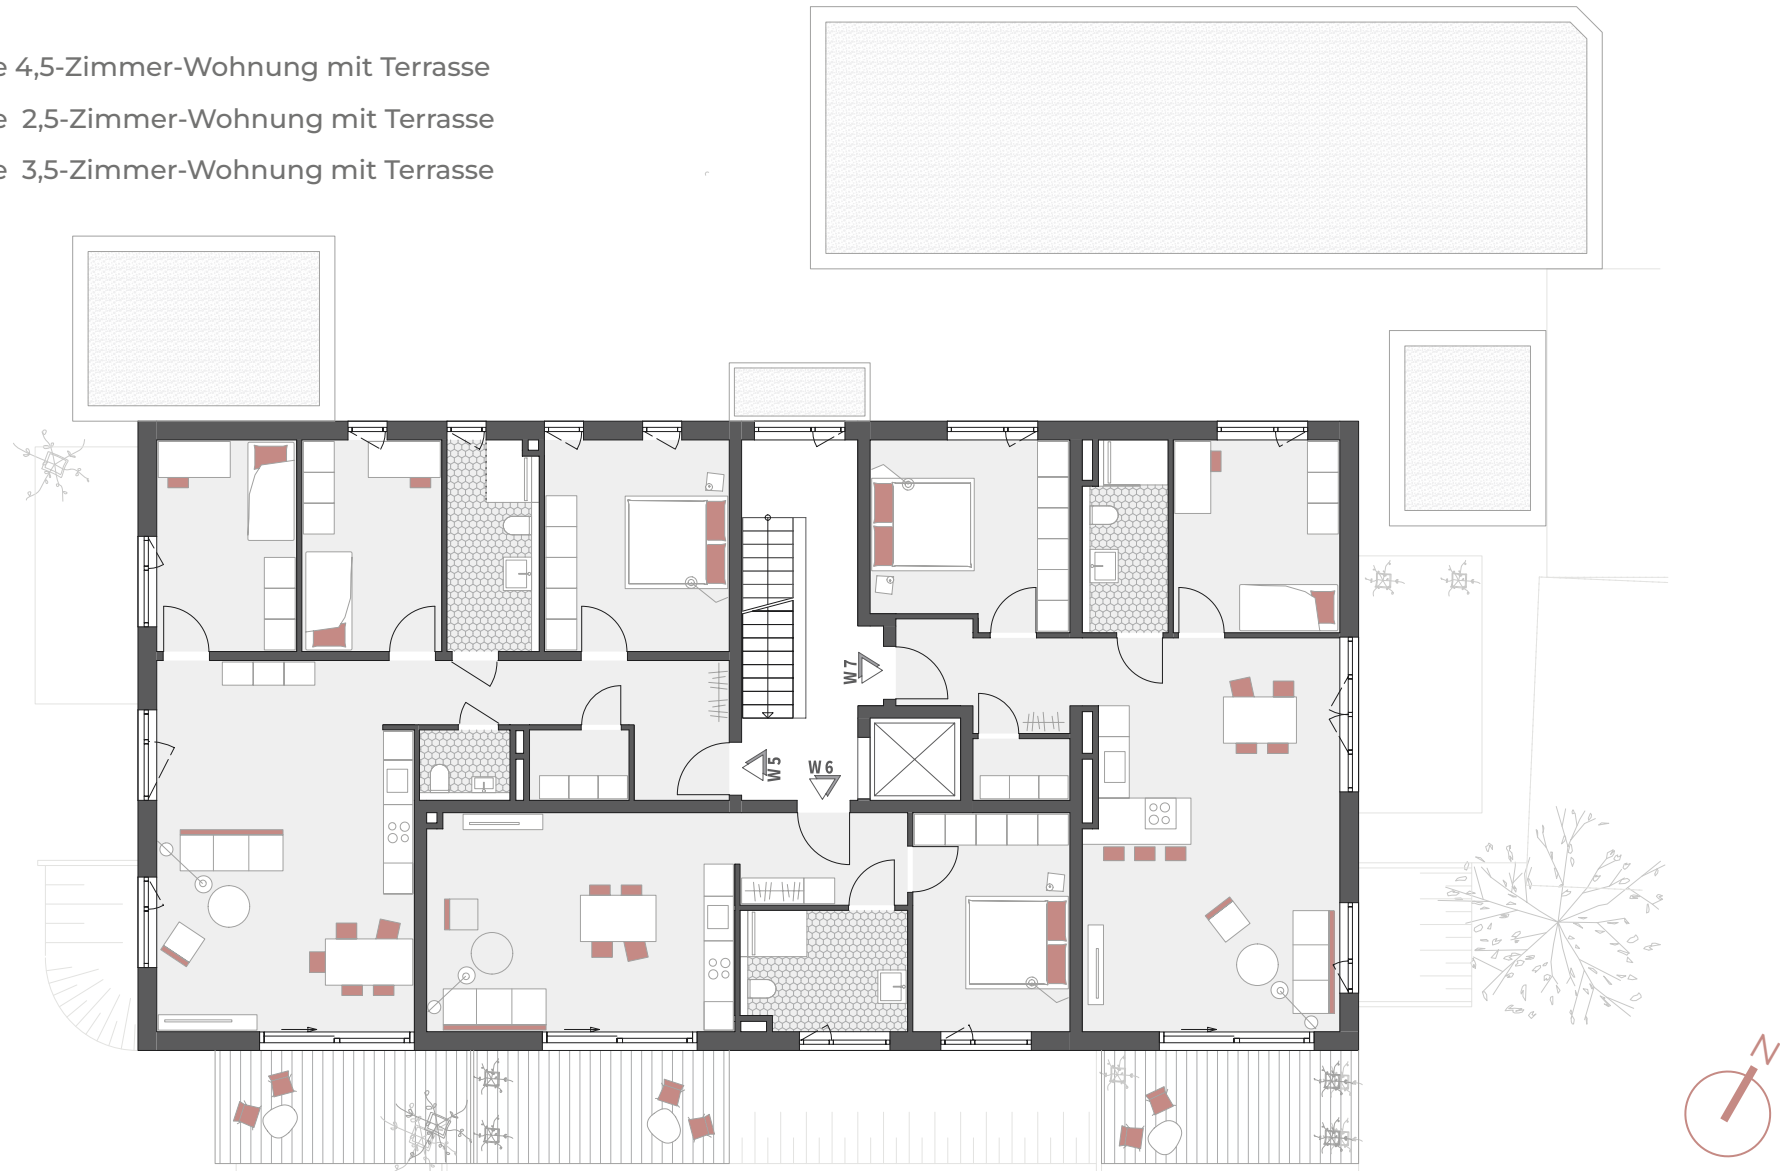 e 4,5-Zimmer-Wohnung mit Terrasse
e 2,5-Zimmer-Wohnung mit Terrasse
e 3,5-Zimmer-Wohnung mit Terrasse
W 7
W 5
W 6
N